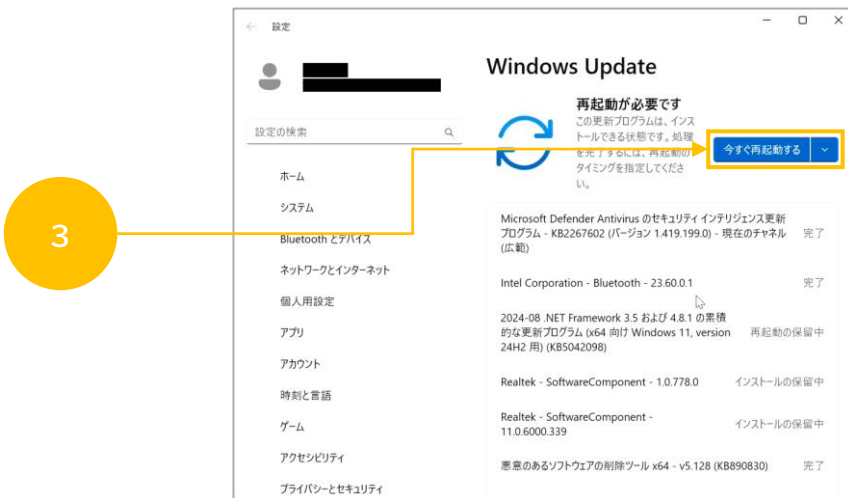 ← 設定
Windows Update
再起動が必要です
この更新プログラムは、インス
トールできる状態です。処理
を完了するには、再起動の
タイミングを指定してくださ
い。
今すぐ再起動する
設定の検索
ホーム
システム
Bluetooth とデバイス
ネットワークとインターネット
個人用設定
アプリ
アカウント
時刻と言語
ゲーム
アクセシビリティ
プライバシーとセキュリティ
3
Microsoft Defender Antivirus のセキュリティ インテリジェンス更新
プログラム - KB2267602 (バージョン 1.419.199.0) - 現在のチャネル 完了
(広範)
Intel Corporation - Bluetooth - 23.60.0.1 完了
2024-08 .NET Framework 3.5 および 4.8.1 の累積
的な更新プログラム (x64 向け Windows 11, version 再起動の保留中
24H2 用) (KB5042098)
Realtek - SoftwareComponent - 1.0.778.0 インストールの保留中
Realtek - SoftwareComponent - インストールの保留中
11.0.6000.339
悪意のあるソフトウェアの削除ツール x64 - v5.128 (KB890830) 完了